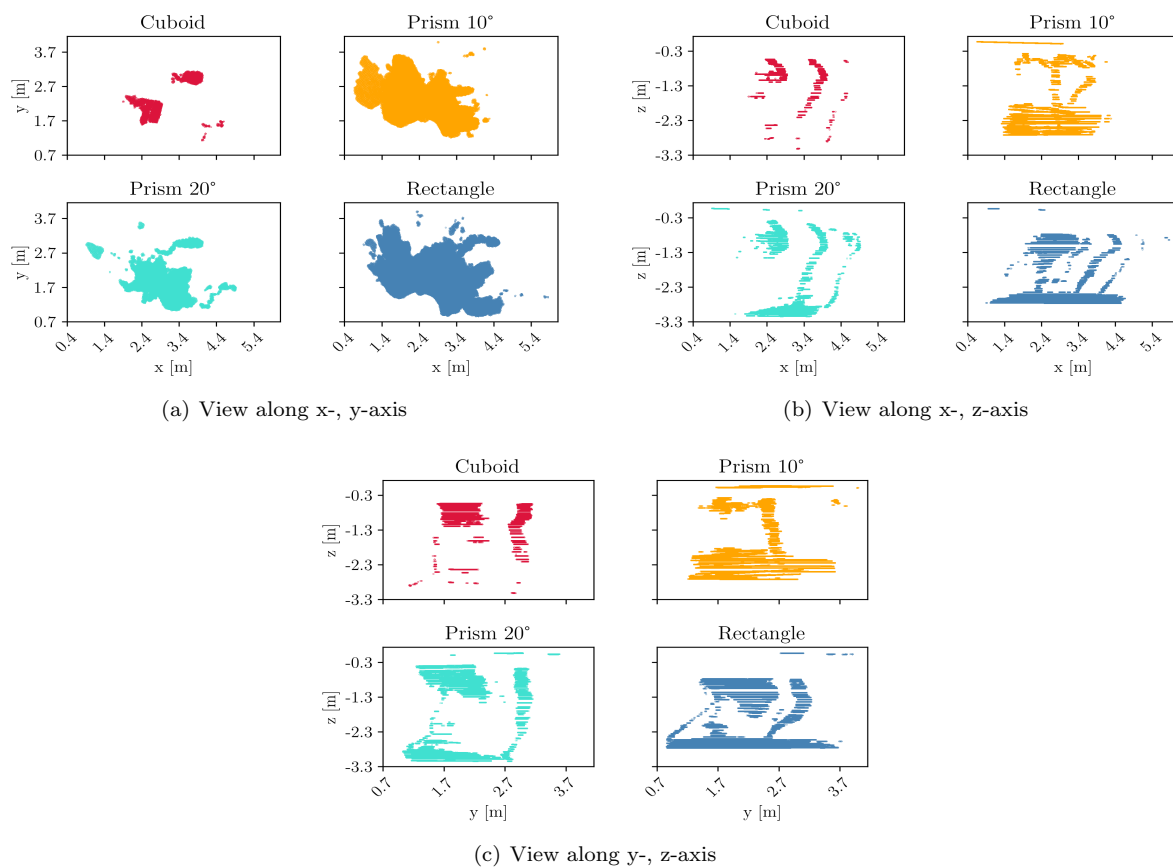 Cuboid
Prism 10°
3.7
2.7
1.7
0.7
y [m]
Prism 20°
Rectangle
3.7
2.7
1.7
0.7
y [m]
0.4 1.4 2.4 3.4 4.4 5.4
0.4 1.4 2.4 3.4 4.4 5.4
x [m]
x [m]
(a) View along x-, y-axis
Cuboid
Prism 10°
-0.3
-1.3
-2.3
-3.3
z [m]
Prism 20°
Rectangle
-0.3
-1.3
-2.3
-3.3
z [m]
0.4 1.4 2.4 3.4 4.4 5.4
0.4 1.4 2.4 3.4 4.4 5.4
x [m]
x [m]
(b) View along x-, z-axis
Cuboid
Prism 10°
-0.3
-1.3
-2.3
-3.3
z [m]
Prism 20°
Rectangle
-0.3
-1.3
-2.3
-3.3
z [m]
0.7 1.7 2.7 3.7
0.7 1.7 2.7 3.7
y [m]
y [m]
(c) View along y-, z-axis